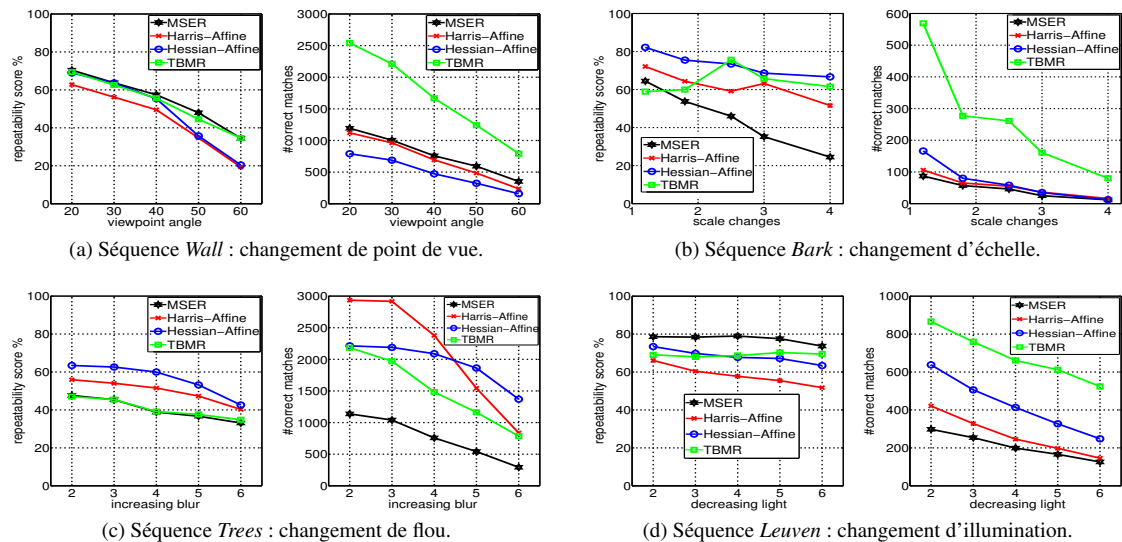 100
80
60
40
20
0
repeatability score %
20 30 40 50 60
viewpoint angle
MSER
Harris−Affine
Hessian−Affine
TBMR
3000
2500
2000
1500
1000
500
0
#correct matches
20 30 40 50 60
viewpoint angle
MSER
Harris−Affine
Hessian−Affine
TBMR
(a) Séquence Wall : changement de point de vue.
100
80
60
40
20
0
repeatability score %
1 2 3 4
scale changes
MSER
Harris−Affine
Hessian−Affine
TBMR
600
500
400
300
200
100
0
#correct matches
1 2 3 4
scale changes
MSER
Harris−Affine
Hessian−Affine
TBMR
(b) Séquence Bark : changement d'échelle.
100
80
60
40
20
0
repeatability score %
2 3 4 5 6
increasing blur
MSER
Harris−Affine
Hessian−Affine
TBMR
3000
2500
2000
1500
1000
500
0
#correct matches
2 3 4 5 6
increasing blur
MSER
Harris−Affine
Hessian−Affine
TBMR
(c) Séquence Trees : changement de flou.
100
80
60
40
20
0
repeatability score %
2 3 4 5 6
decreasing light
MSER
Harris−Affine
Hessian−Affine
TBMR
1000
800
600
400
200
0
#correct matches
2 3 4 5 6
decreasing light
MSER
Harris−Affine
Hessian−Affine
TBMR
(d) Séquence Leuven : changement d'illumination.